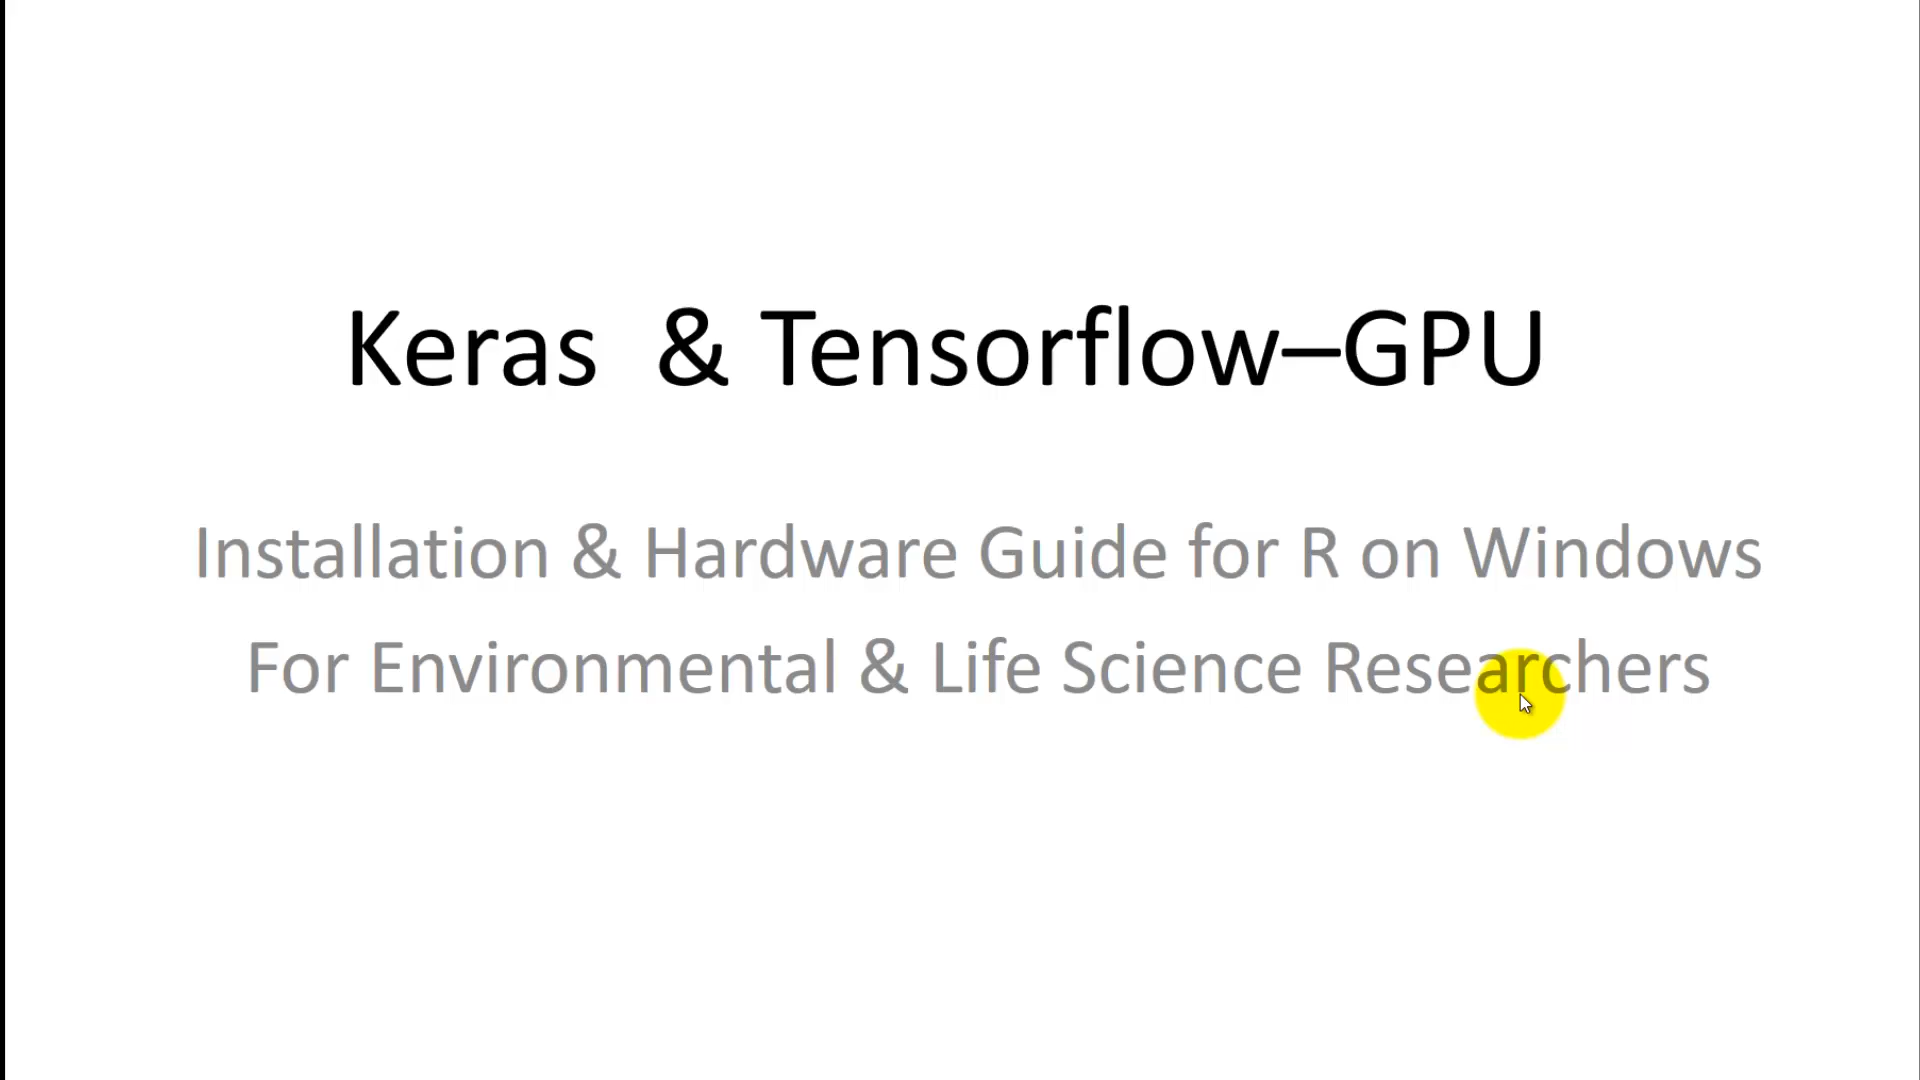 Keras & Tensorflow–GPU
Installation & Hardware Guide for R on Windows
For Environmental & Life Science Researchers